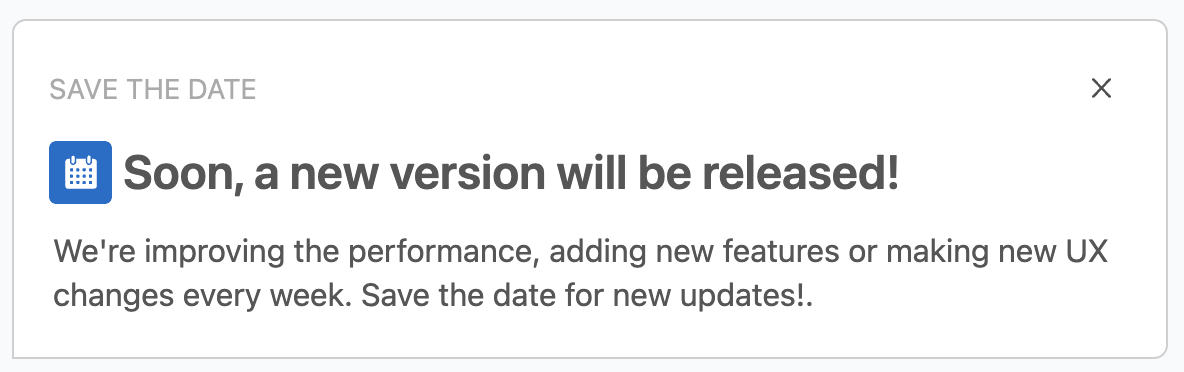 SAVE THE DATE
Soon, a new version will be released!
We're improving the performance, adding new features or making new UX
changes every week. Save the date for new updates!.